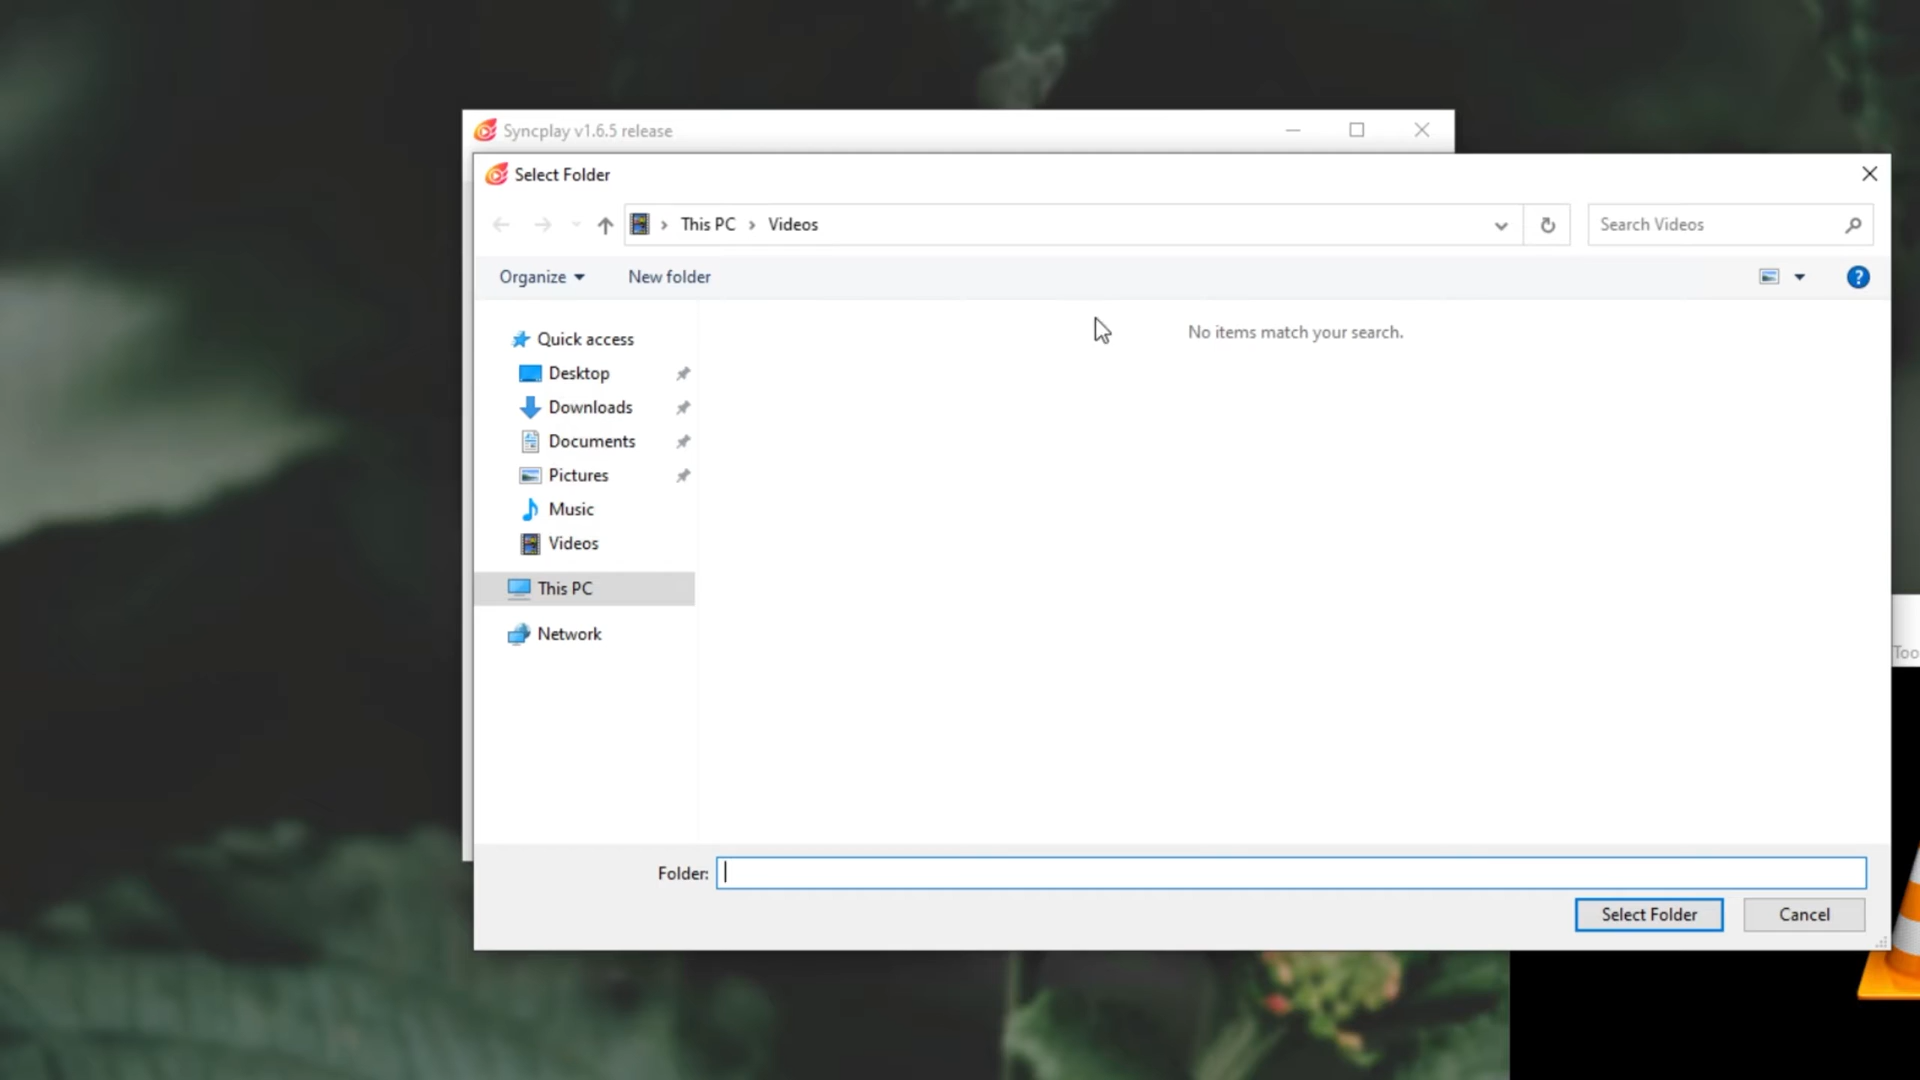 Syncplay v1.6.5 release
Select Folder
This PC
Videos
Search Videos
Organize
New folder
?
Quick access
No items match your search.
Desktop
Downloads
Documents
Pictures
Music
Videos
This PC
Network
Too
Folder:
Select Folder
Cancel